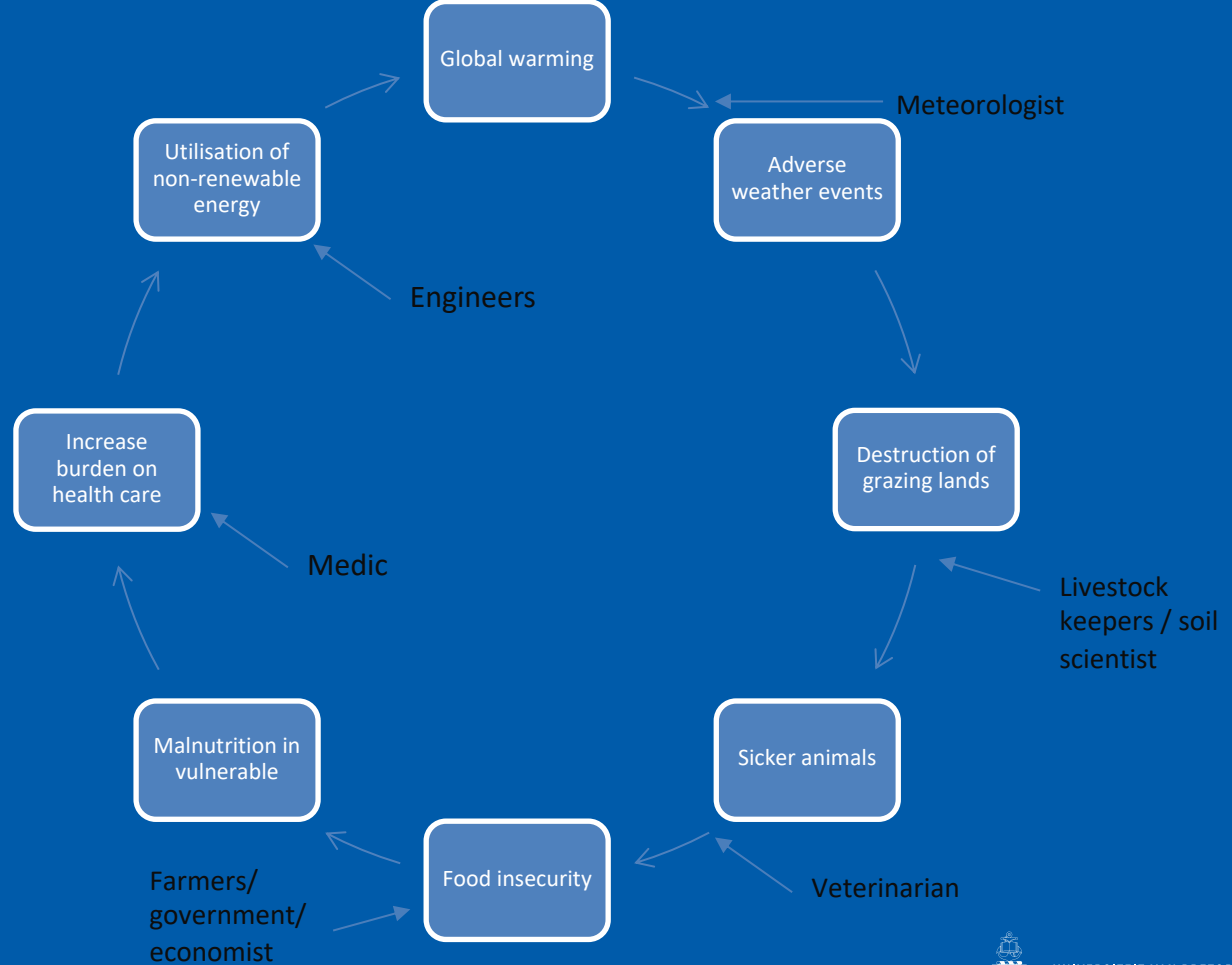 Global warming
Meteorologist
Adverse
weather events
Utilisation of
non-renewable
energy
Engineers
Destruction of
grazing lands
Increase
burden on
health care
Medic
Livestock
keepers / soil
scientist
Sicker animals
Malnutrition in
vulnerable
Food insecurity
Veterinarian
Farmers/
government/
economist